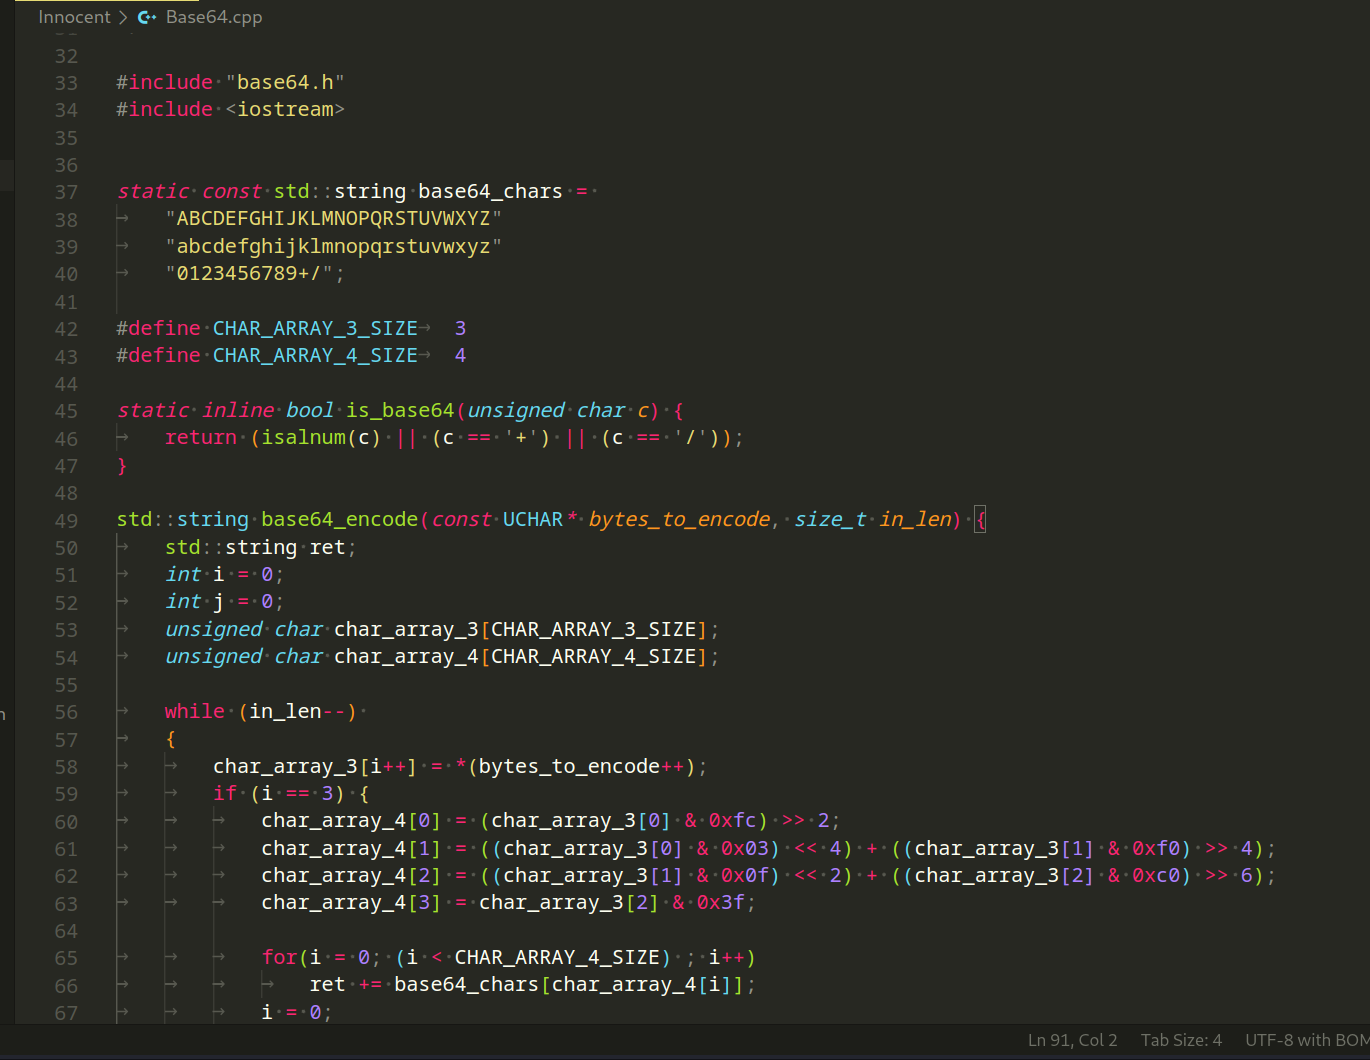 Innocent > C++ Base64.cpp
32
33 #include "base64.h"
34 #include <iostream>
35
36
37 static const std::string base64_chars =
38 "ABCDEFGHIJKLMNOPQRSTUVWXYZ"
39 "abcdefghijklmnopqrstuvwxyz"
40 "0123456789+/";
41
42 #define CHAR_ARRAY_3_SIZE 3
43 #define CHAR_ARRAY_4_SIZE 4
44
45 static inline bool is_base64(unsigned char c) {
46 return (isalnum(c) || (c == '+') || (c == '/'));
47 }
48
49 std::string base64_encode(const UCHAR* bytes_to_encode, size_t in_len) {
50 std::string ret;
51 int i = 0;
52 int j = 0;
53 unsigned char char_array_3[CHAR_ARRAY_3_SIZE];
54 unsigned char char_array_4[CHAR_ARRAY_4_SIZE];
55
56 while (in_len--)
57 {
58 char_array_3[i++] = *(bytes_to_encode++);
59 if (i == 3) {
60 char_array_4[0] = (char_array_3[0] & 0xfc) >> 2;
61 char_array_4[1] = ((char_array_3[0] & 0x03) << 4) + ((char_array_3[1] & 0xf0) >> 4);
62 char_array_4[2] = ((char_array_3[1] & 0x0f) << 2) + ((char_array_3[2] & 0xc0) >> 6);
63 char_array_4[3] = char_array_3[2] & 0x3f;
64
65 for(i = 0; (i < CHAR_ARRAY_4_SIZE) ; i++)
66 ret += base64_chars[char_array_4[i]];
67 i = 0;
Ln 91, Col 2 Tab Size: 4 UTF-8 with BOM